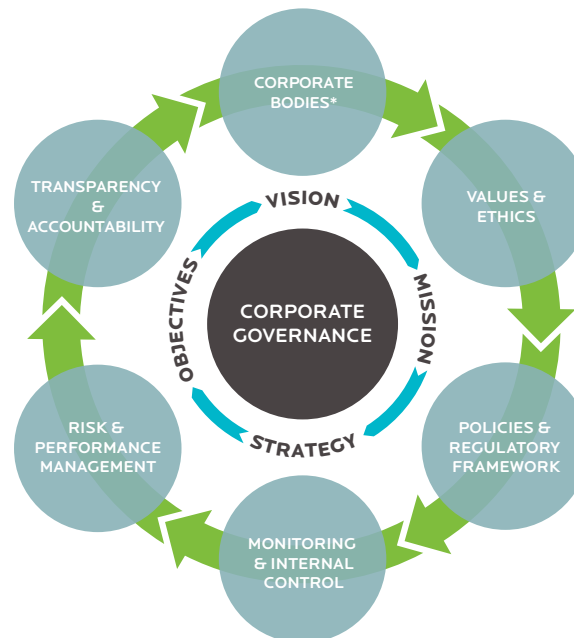 CORPORATE
BODIES*
VALUES &
ETHICS
POLICIES &
REGULATORY
FRAMEWORK
MONITORING
& INTERNAL
CONTROL
RISK &
PERFORMANCE
MANAGEMENT
TRANSPARENCY
&
ACCOUNTABILITY
VISION
MISSION
STRATEGY
OBJECTIVES
CORPORATE
GOVERNANCE